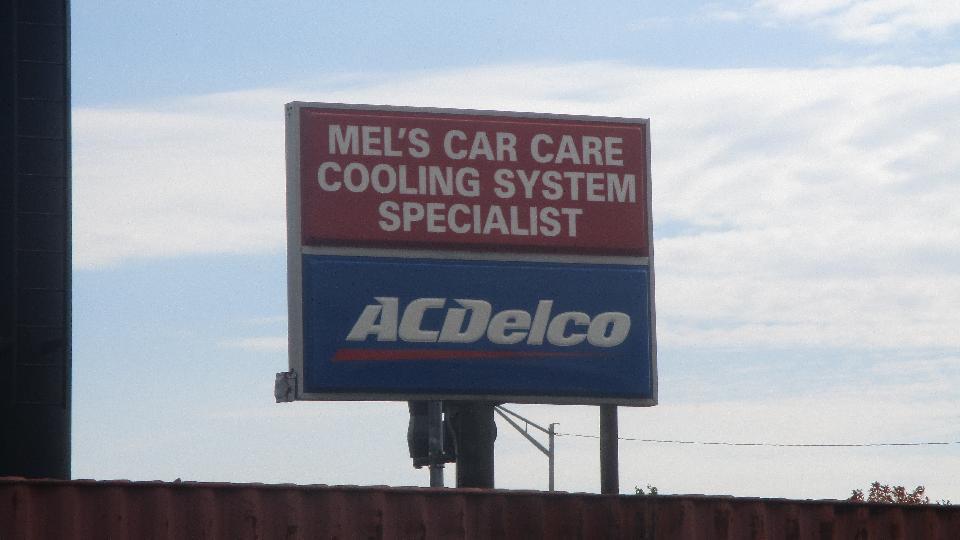 MEL'S CAR CARE
COOLING SYSTEM
SPECIALIST
ACDelco